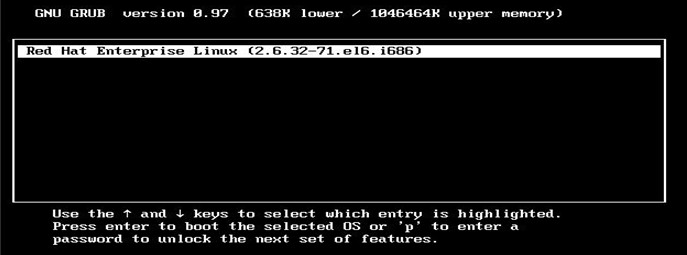 GNU GRUB  version 0.97  (638K lower / 1046464K upper memory)
Red Hat Enterprise Linux (2.6.32-71.el6.i686)
Use the ↑ and ↓ keys to select which entry is highlighted.
Press enter to boot the selected OS or 'p' to enter a
password to unlock the next set of features.